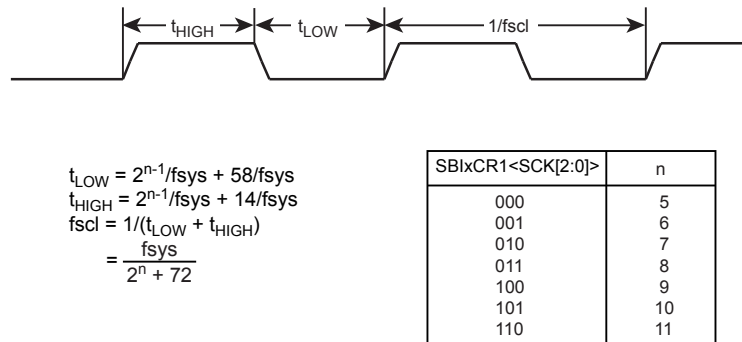 tHIGH tLOW 1/fscl
tLOW = 2n-1/fsys + 58/fsys
tHIGH = 2n-1/fsys + 14/fsys
fscl = 1/(tLOW + tHIGH)
= fsys
2n + 72
SBIxCR1<SCK[2:0]> n
000 5
001 6
010 7
011 8
100 9
101 10
110 11